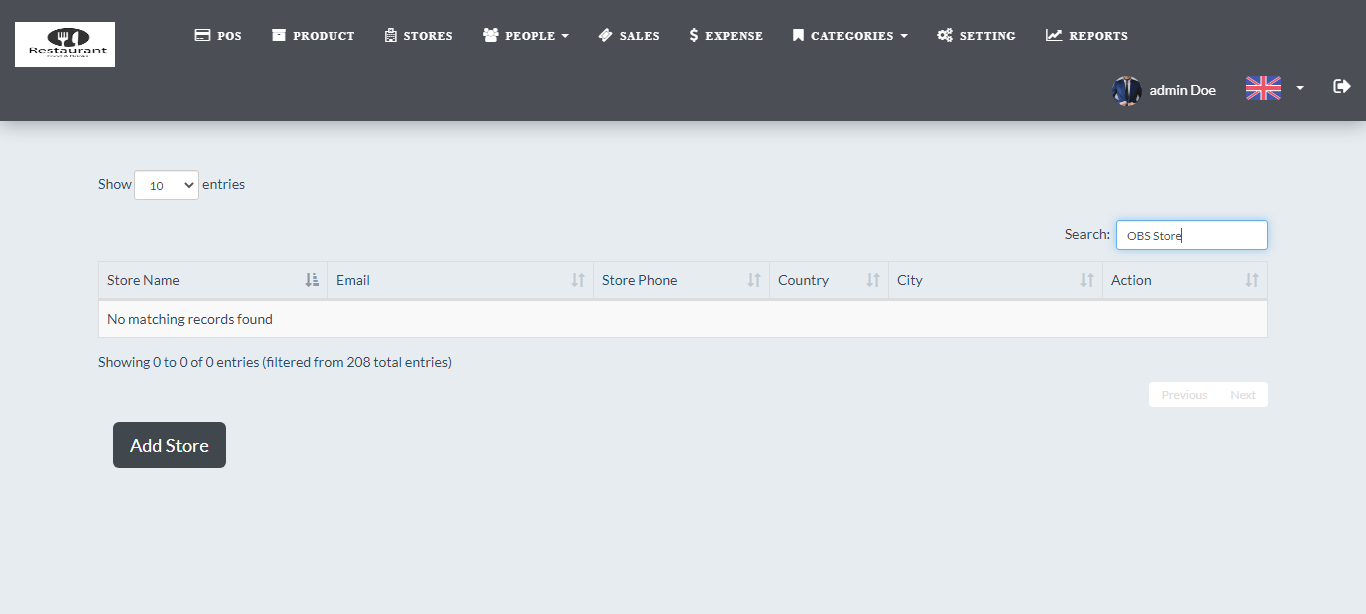 Restaurant
POS PRODUCT STORES PEOPLE SALES EXPENSE CATEGORIES SETTING REPORTS
admin Doe
Show 10 entries
Search: OBS Store
Store Name Email Store Phone Country City Action
No matching records found
Showing 0 to 0 of 0 entries (filtered from 208 total entries)
Previous Next
Add Store